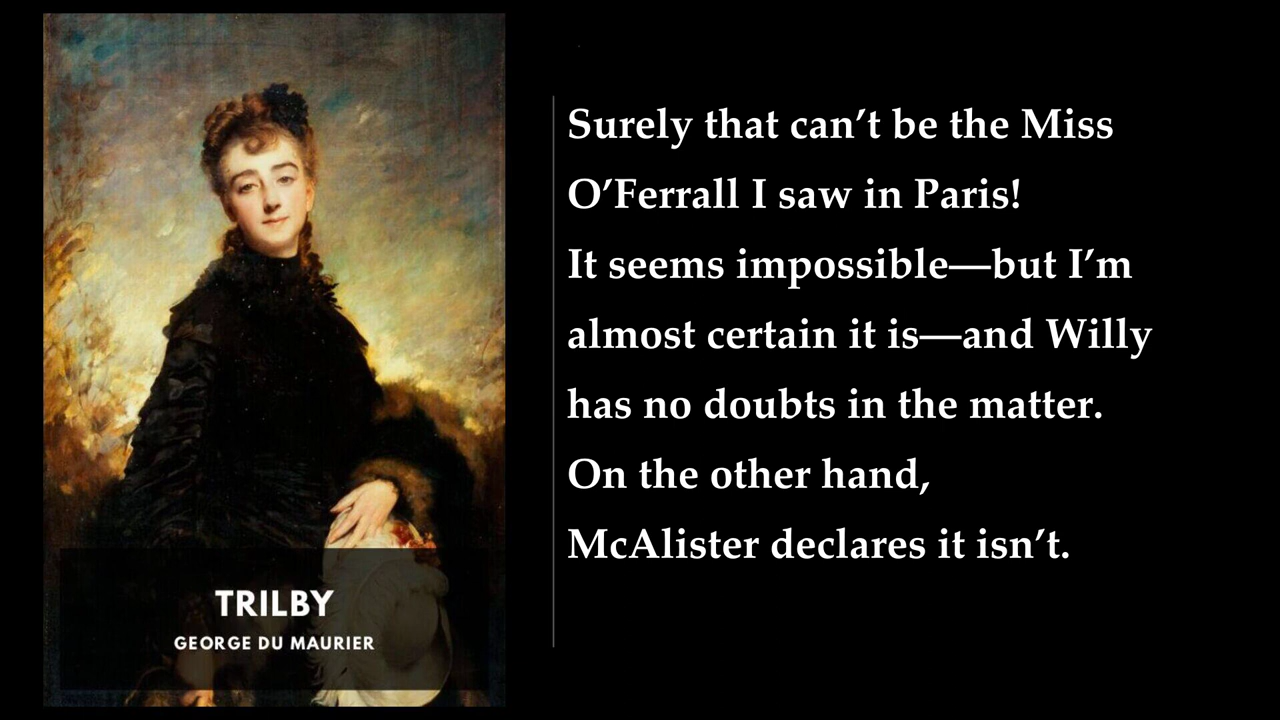 TRILBY
GEORGE DU MAURIER
Surely that can’t be the Miss
O’Ferrall I saw in Paris!
It seems impossible—but I’m
almost certain it is—and Willy
has no doubts in the matter.
On the other hand,
McAlister declares it isn’t.